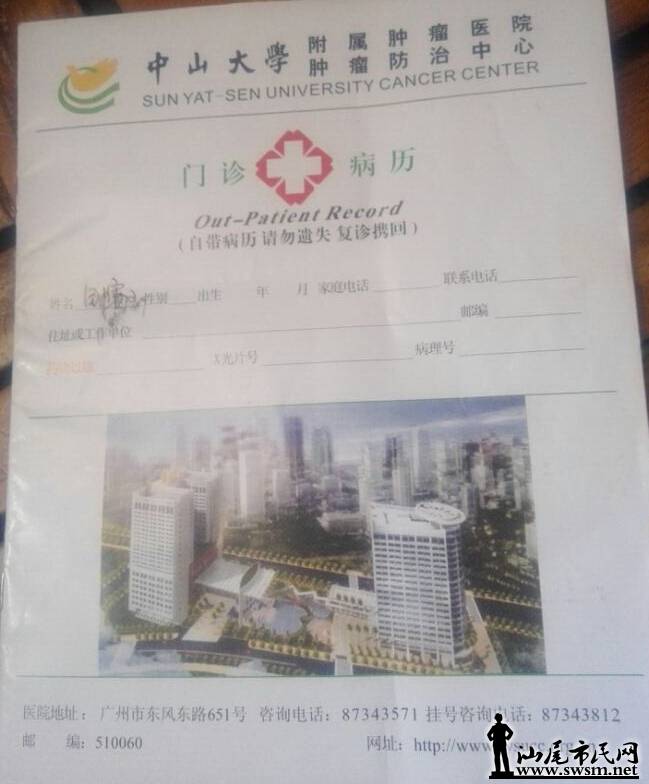 中山大學 附属肿瘤医院
肿瘤防治中心
SUN YAT-SEN UNIVERSITY CANCER CENTER
门诊 病历
Out-Patient Record
(自带病历 请勿遗失 复诊携回)
姓名 性别 出生 年 月 家庭电话 联系电话
住址或工作单位 邮编
药物过敏 X光片号 病理号
医院地址： 广州市东风东路651号 咨询电话：87343571 挂号咨询电话：87343812
邮 编：510060 网址：http://www.
汕尾市民网
www.swsm.net